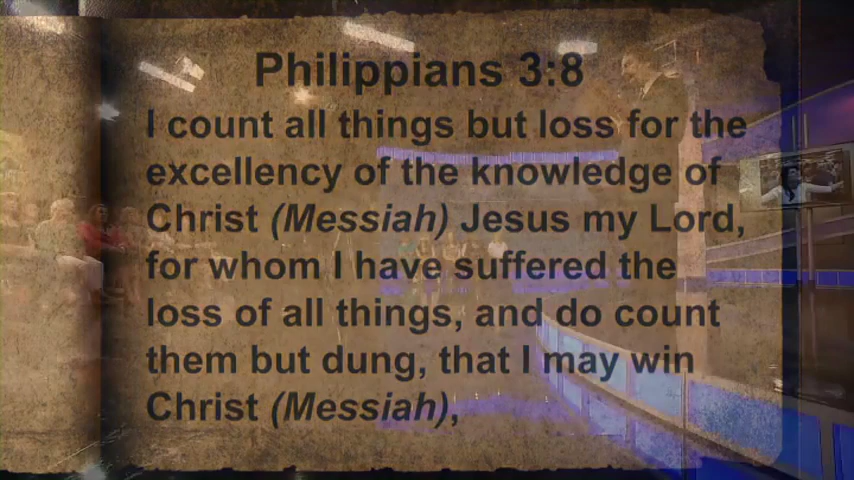 Philippians 3:8
I count all things but loss for the
excellency of the knowledge of
Christ (Messiah) Jesus my Lord,
for whom I have suffered the
loss of all things, and do count
them but dung, that I may win
Christ (Messiah),